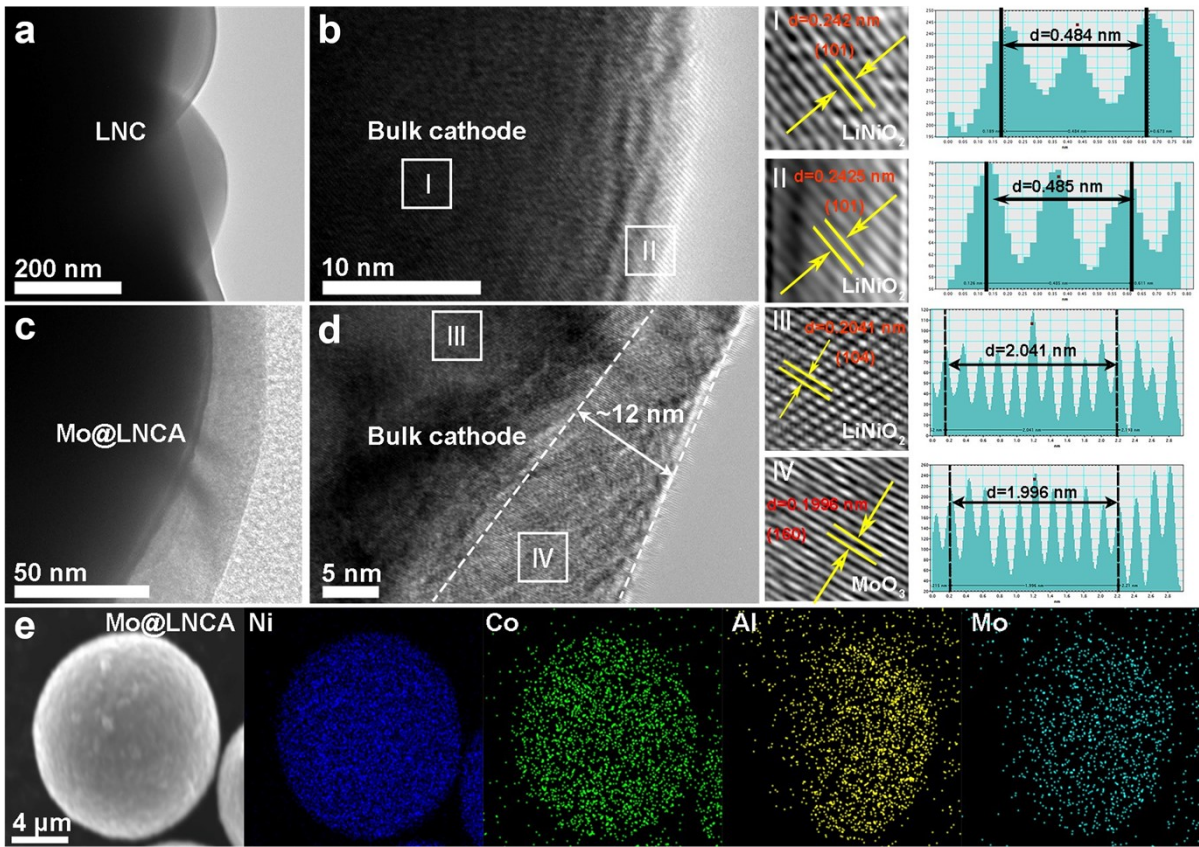 a
LNC
200 nm
b
Bulk cathode
I
II
10 nm
I
d=0.242 nm
(101)
LiNiO₂
d=0.484 nm
II
d=0.2425 nm
(101)
LiNiO₂
d=0.485 nm
c
Mo@LNCA
50 nm
d
III
Bulk cathode
~12 nm
IV
5 nm
III
d=0.2041 nm
(104)
LiNiO₂
d=2.041 nm
IV
d=0.1996 nm
(160)
MoO₃
d=1.996 nm
e
Mo@LNCA
4 µm
Ni
Co
Al
Mo